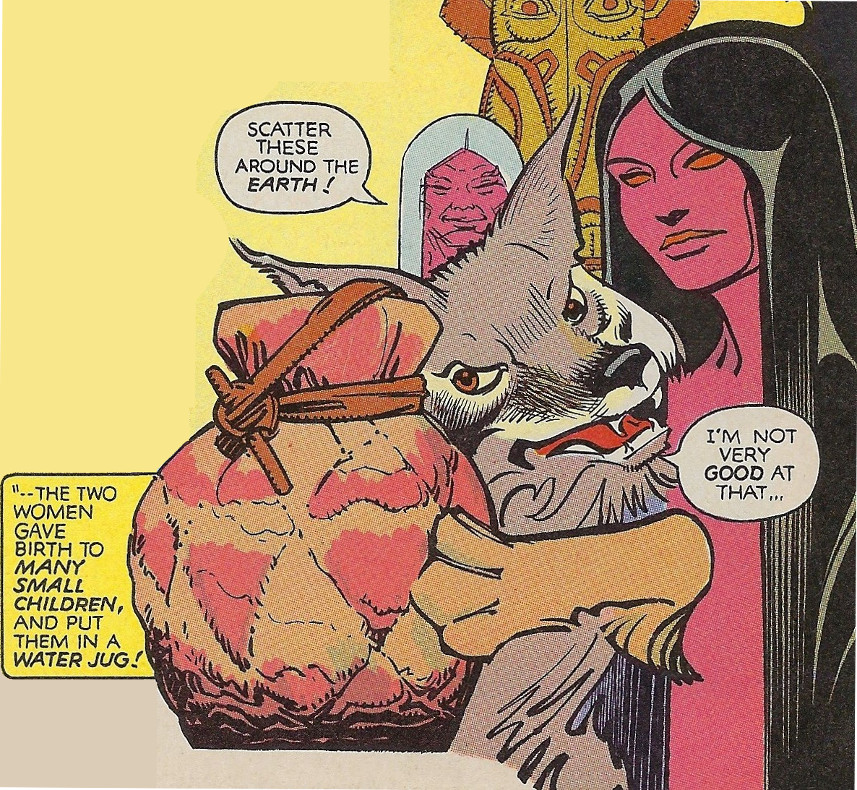 SCATTER
THESE
AROUND THE
EARTH!
"--THE TWO
WOMEN
GAVE
BIRTH TO
MANY
SMALL
CHILDREN,
AND PUT
THEM IN A
WATER JUG!
I'M NOT
VERY
GOOD AT
THAT...